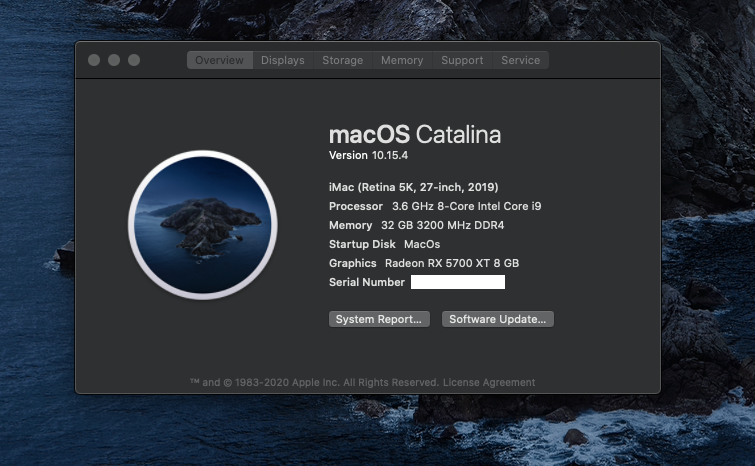 Overview Displays Storage Memory Support Service
macOS Catalina
Version 10.15.4
iMac (Retina 5K, 27-inch, 2019)
Processor 3.6 GHz 8-Core Intel Core i9
Memory 32 GB 3200 MHz DDR4
Startup Disk MacOs
Graphics Radeon RX 5700 XT 8 GB
Serial Number
System Report... Software Update...
™ and © 1983-2020 Apple Inc. All Rights Reserved. License Agreement